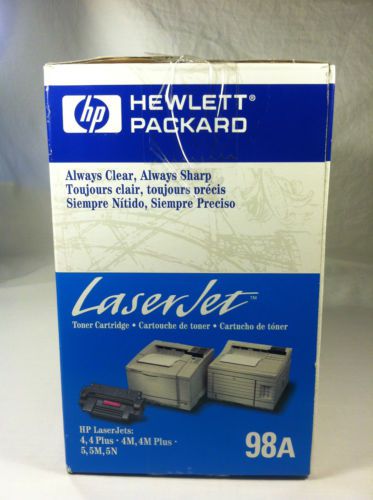 hp HEWLETT®
PACKARD
Always Clear, Always Sharp
Toujours clair, toujours précis
Siempre Nítido, Siempre Preciso
LaserJet™
Toner Cartridge • Cartouche de toner • Cartucho de tóner
HP LaserJets:
4, 4 Plus · 4M, 4M Plus ·
5, 5M, 5N
98A